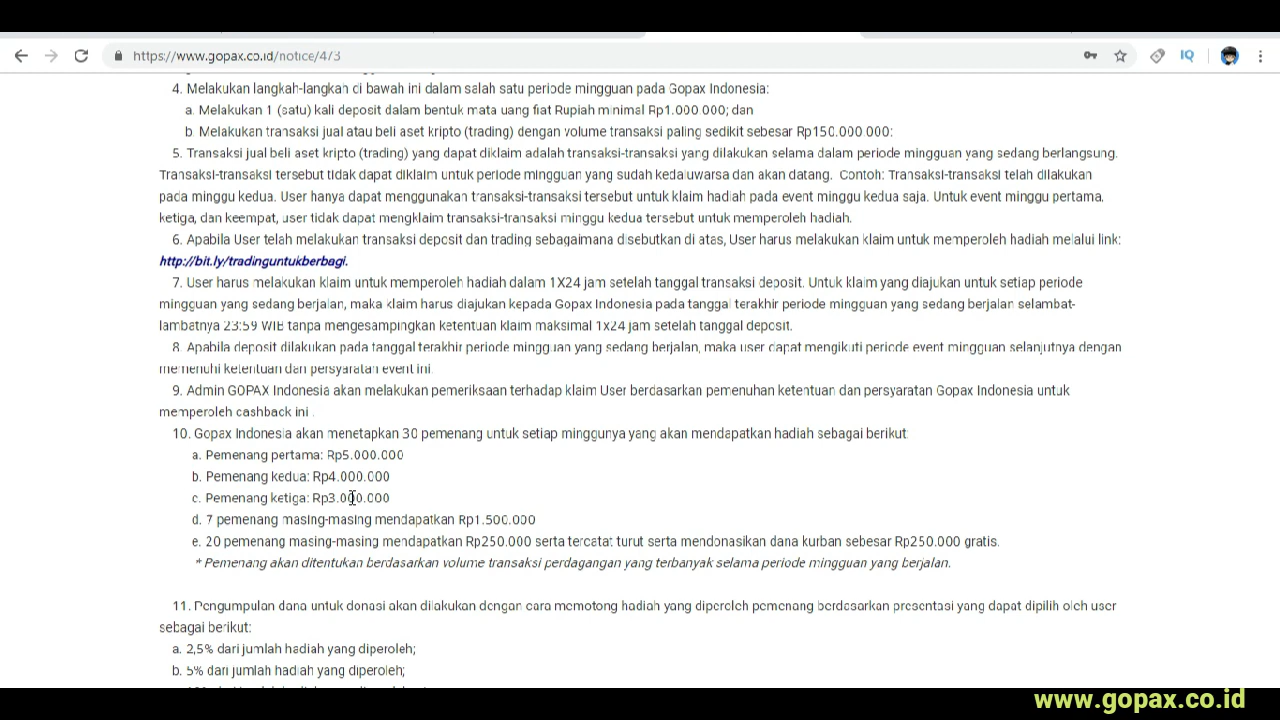 https://www.gopax.co.id/notice/4/3
IQ
4. Melakukan langkah-langkah di bawah ini dalam salah satu periode mingguan pada Gopax Indonesia:
a. Melakukan 1 (satu) kali deposit dalam bentuk mata uang fiat Rupiah minimal Rp1.000.000; dan
b. Melakukan transaksi jual atau beli aset kripto (trading) dengan volume transaksi paling sedikit sebesar Rp150.000.000;
5. Transaksi jual beli aset kripto (trading) yang dapat diklaim adalah transaksi-transaksi yang dilakukan selama dalam periode mingguan yang sedang berlangsung.
Transaksi-transaksi tersebut tidak dapat diklaim untuk periode mingguan yang sudah kedaluwarsa dan akan datang. Contoh: Transaksi-transaksi telah dilakukan
pada minggu kedua. User hanya dapat menggunakan transaksi-transaksi tersebut untuk klaim hadiah pada event minggu kedua saja. Untuk event minggu pertama,
ketiga, dan keempat, user tidak dapat mengklaim transaksi-transaksi minggu kedua tersebut untuk memperoleh hadiah.
6. Apabila User telah melakukan transaksi deposit dan trading sebagaimana disebutkan di atas, User harus melakukan klaim untuk memperoleh hadiah melalui link:
http://bit.ly/tradinguntukberbagi.
7. User harus melakukan klaim untuk memperoleh hadiah dalam 1X24 jam setelah tanggal transaksi deposit. Untuk klaim yang diajukan untuk setiap periode
mingguan yang sedang berjalan, maka klaim harus diajukan kepada Gopax Indonesia pada tanggal terakhir periode mingguan yang sedang berjalan selambat-
lambatnya 23:59 WIB tanpa mengesampingkan ketentuan klaim maksimal 1x24 jam setelah tanggal deposit.
8. Apabila deposit dilakukan pada tanggal terakhir periode mingguan yang sedang berjalan, maka user dapat mengikuti periode event mingguan selanjutnya dengan
memenuhi ketentuan dan persyaratan event ini.
9. Admin GOPAX Indonesia akan melakukan pemeriksaan terhadap klaim User berdasarkan pemenuhan ketentuan dan persyaratan Gopax Indonesia untuk
memperoleh cashback ini .
10. Gopax Indonesia akan menetapkan 30 pemenang untuk setiap minggunya yang akan mendapatkan hadiah sebagai berikut:
a. Pemenang pertama: Rp5.000.000
b. Pemenang kedua: Rp4.000.000
c. Pemenang ketiga: Rp3.000.000
d. 7 pemenang masing-masing mendapatkan Rp1.500.000
e. 20 pemenang masing-masing mendapatkan Rp250.000 serta tercatat turut serta mendonasikan dana kurban sebesar Rp250.000 gratis.
* Pemenang akan ditentukan berdasarkan volume transaksi perdagangan yang terbanyak selama periode mingguan yang berjalan.
11. Pengumpulan dana untuk donasi akan dilakukan dengan cara memotong hadiah yang diperoleh pemenang berdasarkan presentasi yang dapat dipilih oleh user
sebagai berikut:
a. 2,5% dari jumlah hadiah yang diperoleh;
b. 5% dari jumlah hadiah yang diperoleh;
www.gopax.co.id